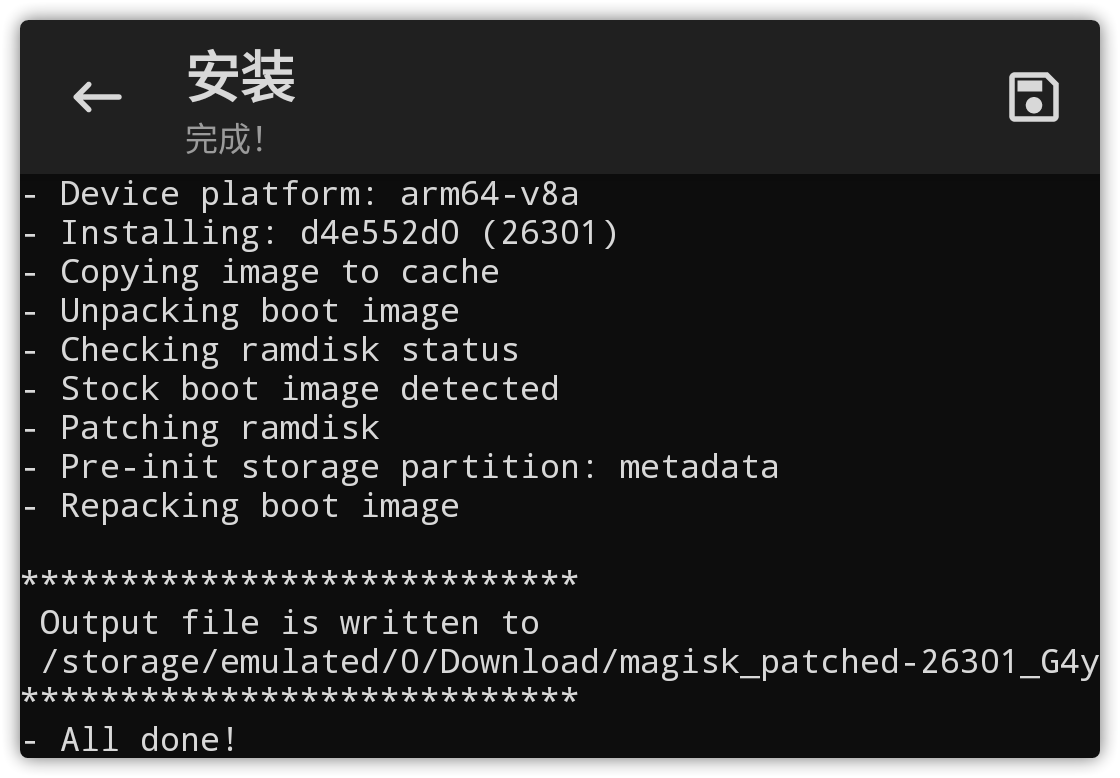 安装
完成！
- Device platform: arm64-v8a
- Installing: d4e552d0 (26301)
- Copying image to cache
- Unpacking boot image
- Checking ramdisk status
- Stock boot image detected
- Patching ramdisk
- Pre-init storage partition: metadata
- Repacking boot image
****************************
Output file is written to
/storage/emulated/0/Download/magisk_patched-26301_G4y
****************************
- All done!